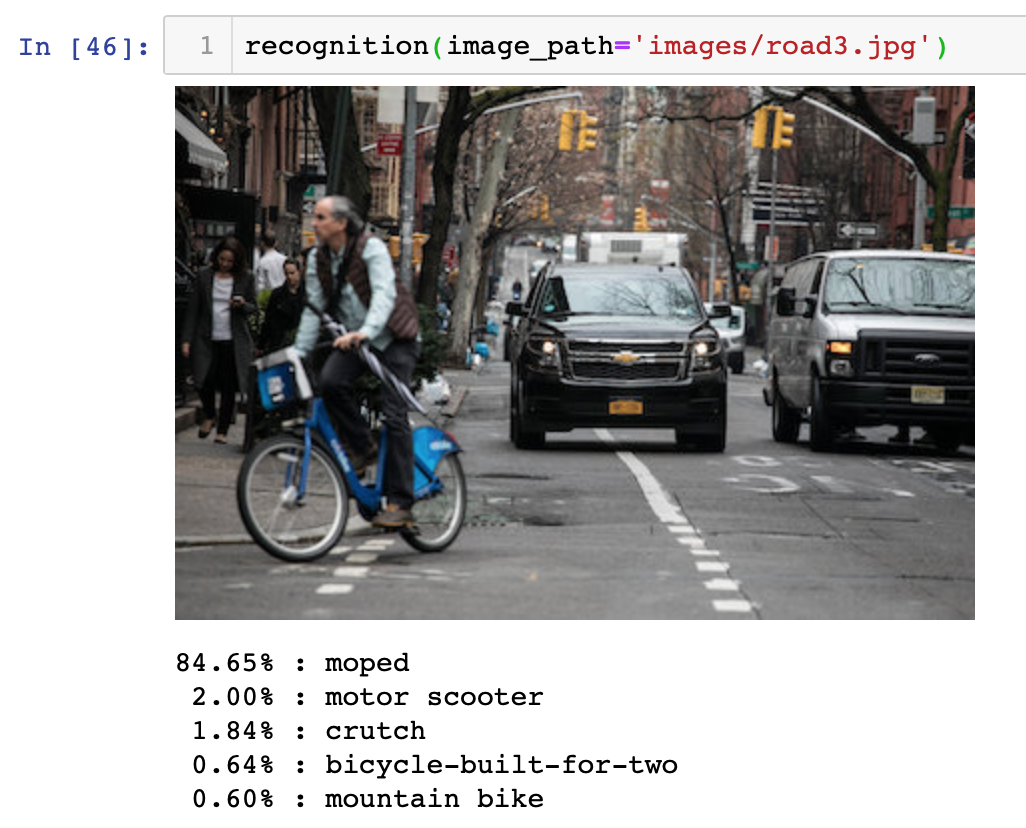 In [46]: 1 recognition(image_path='images/road3.jpg')
84.65% : moped
2.00% : motor scooter
1.84% : crutch
0.64% : bicycle-built-for-two
0.60% : mountain bike